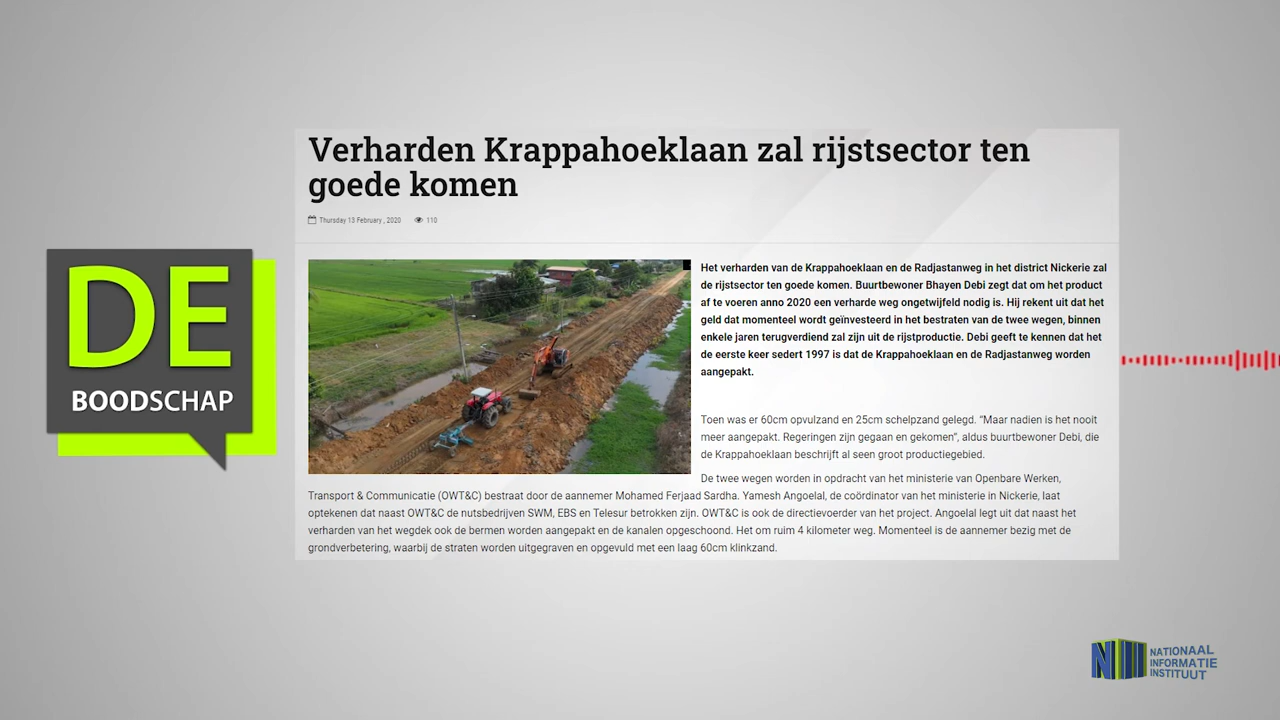 Verharden Krappahoeklaan zal rijstsector ten
goede komen
Thursday 13 February , 2020 110
DE
BOODSCHAP
Het verharden van de Krappahoeklaan en de Radjastanweg in het district Nickerie zal
de rijstsector ten goede komen. Buurtbewoner Bhayen Debi zegt dat om het product
af te voeren anno 2020 een verharde weg ongetwijfeld nodig is. Hij rekent uit dat het
geld dat momenteel wordt geïnvesteerd in het bestraten van de twee wegen, binnen
enkele jaren terugverdiend zal zijn uit de rijstproductie. Debi geeft te kennen dat het
de eerste keer sedert 1997 is dat de Krappahoeklaan en de Radjastanweg worden
aangepakt.
Toen was er 60cm opvulzand en 25cm schelpzand gelegd. “Maar nadien is het nooit
meer aangepakt. Regeringen zijn gegaan en gekomen”, aldus buurtbewoner Debi, die
de Krappahoeklaan beschrijft al seen groot productiegebied.
De twee wegen worden in opdracht van het ministerie van Openbare Werken,
Transport & Communicatie (OWT&C) bestraat door de aannemer Mohamed Ferjaad Sardha. Yamesh Angoelal, de coördinator van het ministerie in Nickerie, laat
optekenen dat naast OWT&C de nutsbedrijven SWM, EBS en Telesur betrokken zijn. OWT&C is ook de directievoerder van het project. Angoelal legt uit dat naast het
verharden van het wegdek ook de bermen worden aangepakt en de kanalen opgeschoond. Het om ruim 4 kilometer weg. Momenteel is de aannemer bezig met de
grondverbetering, waarbij de straten worden uitgegraven en opgevuld met een laag 60cm klinkzand.
NII
NATIONAAL
INFORMATIE
INSTITUUT